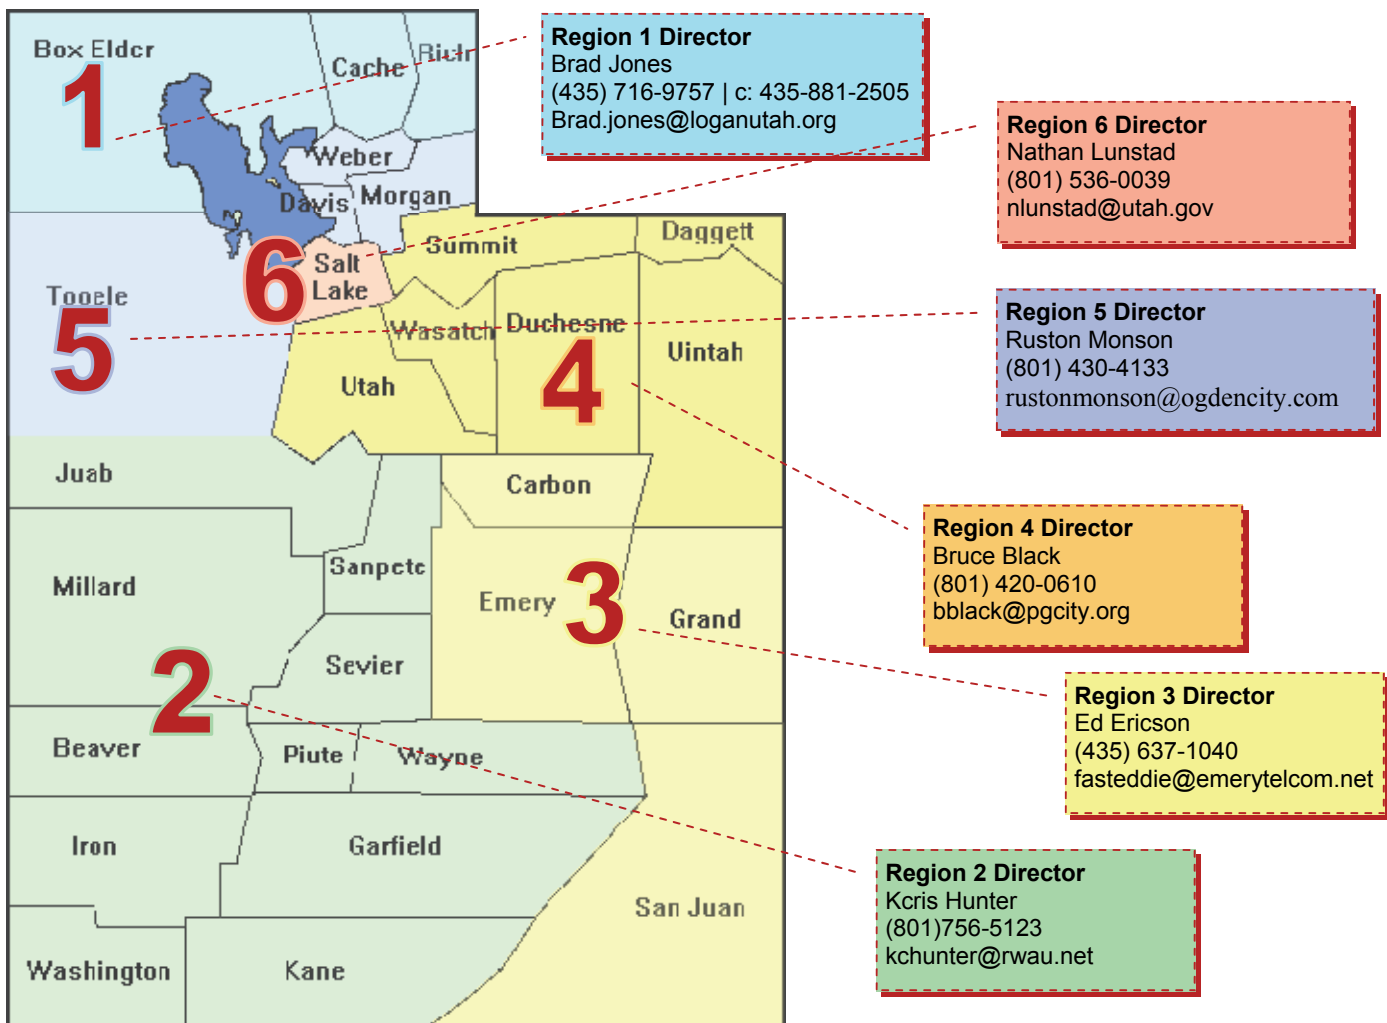 Box Elder
Cache
Rich
1
Weber
Davis
Morgan
Summit
Daggett
Salt
Lake
6
Tooele
5
Wasatch
Duchesne
Uintah
4
Utah
Juab
Carbon
Sanpete
Millard
Emery
3
Grand
Sevier
2
Beaver
Piute
Wayne
Iron
Garfield
San Juan
Washington
Kane
Region 1 Director
Brad Jones
(435) 716-9757 | c: 435-881-2505
Brad.jones@loganutah.org
Region 6 Director
Nathan Lunstad
(801) 536-0039
nlunstad@utah.gov
Region 5 Director
Ruston Monson
(801) 430-4133
rustonmonson@ogdencity.com
Region 4 Director
Bruce Black
(801) 420-0610
bblack@pgcity.org
Region 3 Director
Ed Ericson
(435) 637-1040
fasteddie@emerytelcom.net
Region 2 Director
Kcris Hunter
(801)756-5123
kchunter@rwau.net